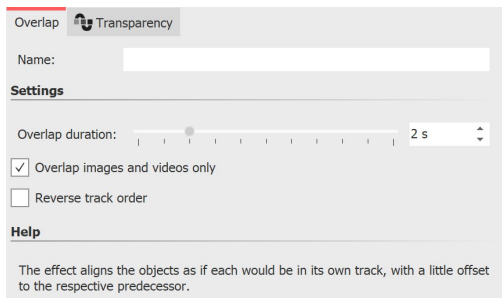 Overlap Transparency
Name:
Settings
Overlap duration: 2 s
Overlap images and videos only
Reverse track order
Help
The effect aligns the objects as if each would be in its own track, with a little offset
to the respective predecessor.